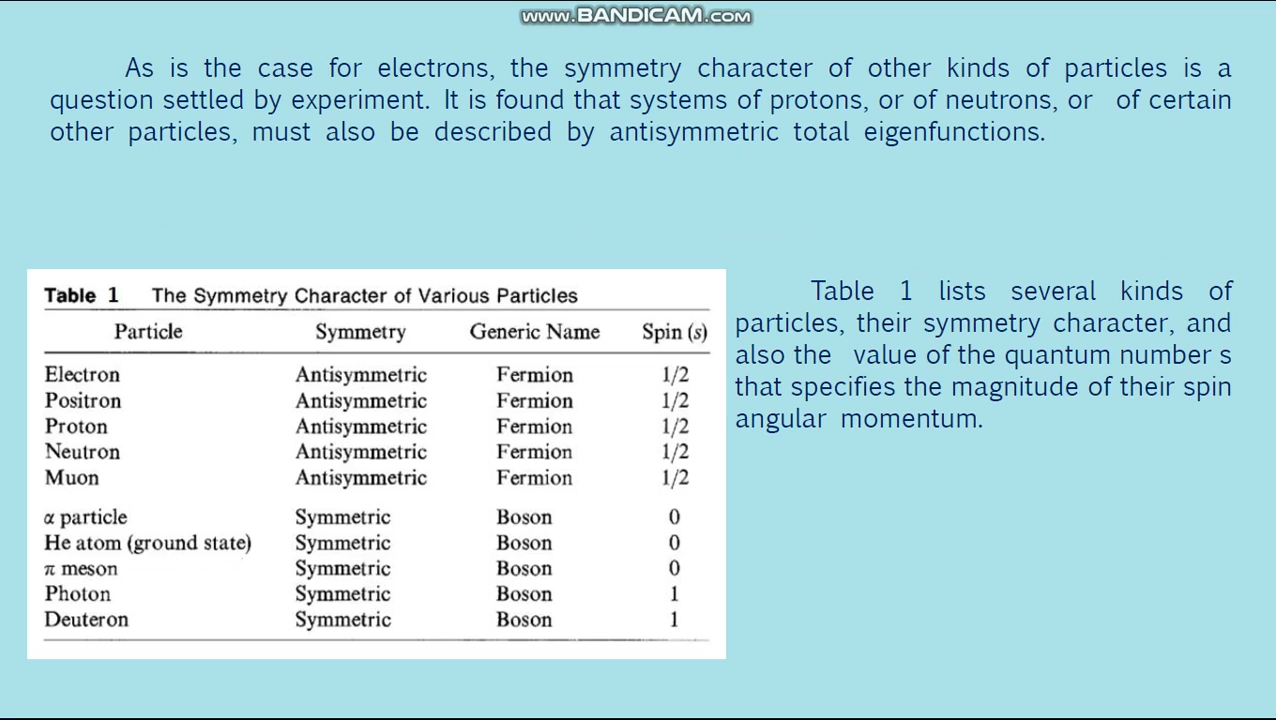 www.BANDICAM.COM
As is the case for electrons, the symmetry character of other kinds of particles is a
question settled by experiment. It is found that systems of protons, or of neutrons, or of certain
other particles, must also be described by antisymmetric total eigenfunctions.
Table 1 The Symmetry Character of Various Particles
Particle Symmetry Generic Name Spin (s)
Electron Antisymmetric Fermion 1/2
Positron Antisymmetric Fermion 1/2
Proton Antisymmetric Fermion 1/2
Neutron Antisymmetric Fermion 1/2
Muon Antisymmetric Fermion 1/2
α particle Symmetric Boson 0
He atom (ground state) Symmetric Boson 0
π meson Symmetric Boson 0
Photon Symmetric Boson 1
Deuteron Symmetric Boson 1
Table 1 lists several kinds of
particles, their symmetry character, and
also the value of the quantum number s
that specifies the magnitude of their spin
angular momentum.